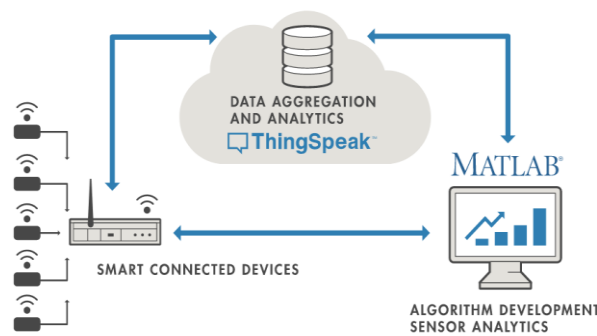 DATA AGGREGATION
AND ANALYTICS
ThingSpeak™
MATLAB®
SMART CONNECTED DEVICES
ALGORITHM DEVELOPMENT
SENSOR ANALYTICS